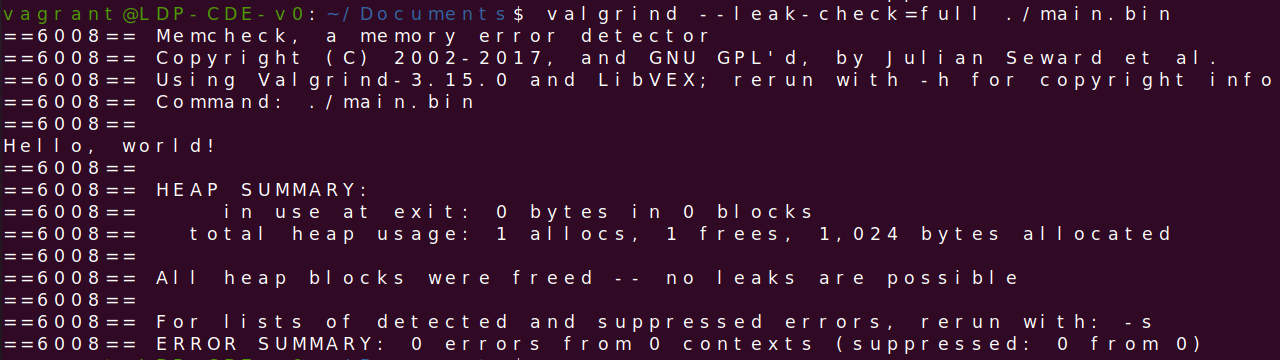 vagrant@LDP-CDE-v0:~/Documents$ valgrind --leak-check=full ./main.bin
==6008== Memcheck, a memory error detector
==6008== Copyright (C) 2002-2017, and GNU GPL'd, by Julian Seward et al.
==6008== Using Valgrind-3.15.0 and LibVEX; rerun with -h for copyright info
==6008== Command: ./main.bin
==6008==
Hello, world!
==6008==
==6008== HEAP SUMMARY:
==6008==     in use at exit: 0 bytes in 0 blocks
==6008==   total heap usage: 1 allocs, 1 frees, 1,024 bytes allocated
==6008==
==6008== All heap blocks were freed -- no leaks are possible
==6008==
==6008== For lists of detected and suppressed errors, rerun with: -s
==6008== ERROR SUMMARY: 0 errors from 0 contexts (suppressed: 0 from 0)